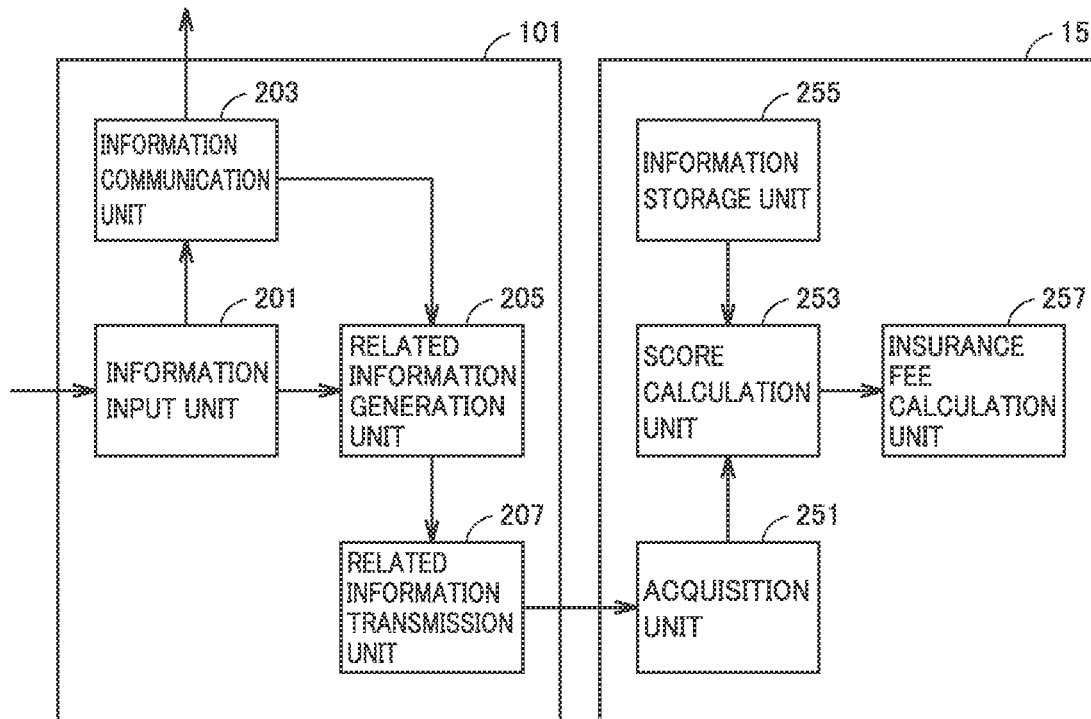 101
15
203
INFORMATION
COMMUNICATION
UNIT
255
INFORMATION
STORAGE UNIT
201
INFORMATION
INPUT UNIT
205
RELATED
INFORMATION
GENERATION
UNIT
253
SCORE
CALCULATION
UNIT
257
INSURANCE
FEE
CALCULATION
UNIT
207
RELATED
INFORMATION
TRANSMISSION
UNIT
251
ACQUISITION
UNIT